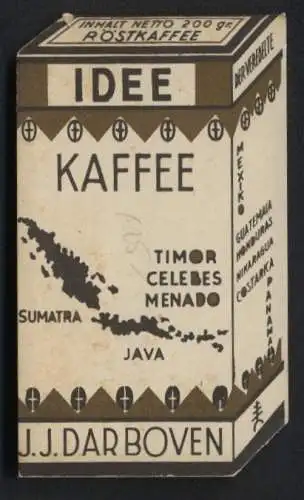 INHALT NETTO 200 gr.
RÖSTKAFFEE
IDEE
KAFFEE
TIMOR
CELEBES
MENADO
SUMATRA
JAVA
J.J. DARBOVEN
DER VEREDELTE
MEXIKO
GUATEMALA
HONDURAS
NIKARAGUA
COSTARIKA
PANAMA